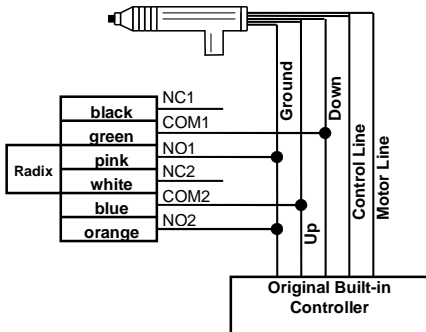 NC1
black
COM1
green
NO1
pink
Radix
NC2
white
COM2
blue
NO2
orange
Ground
Up
Down
Control Line
Motor Line
Original Built-in
Controller